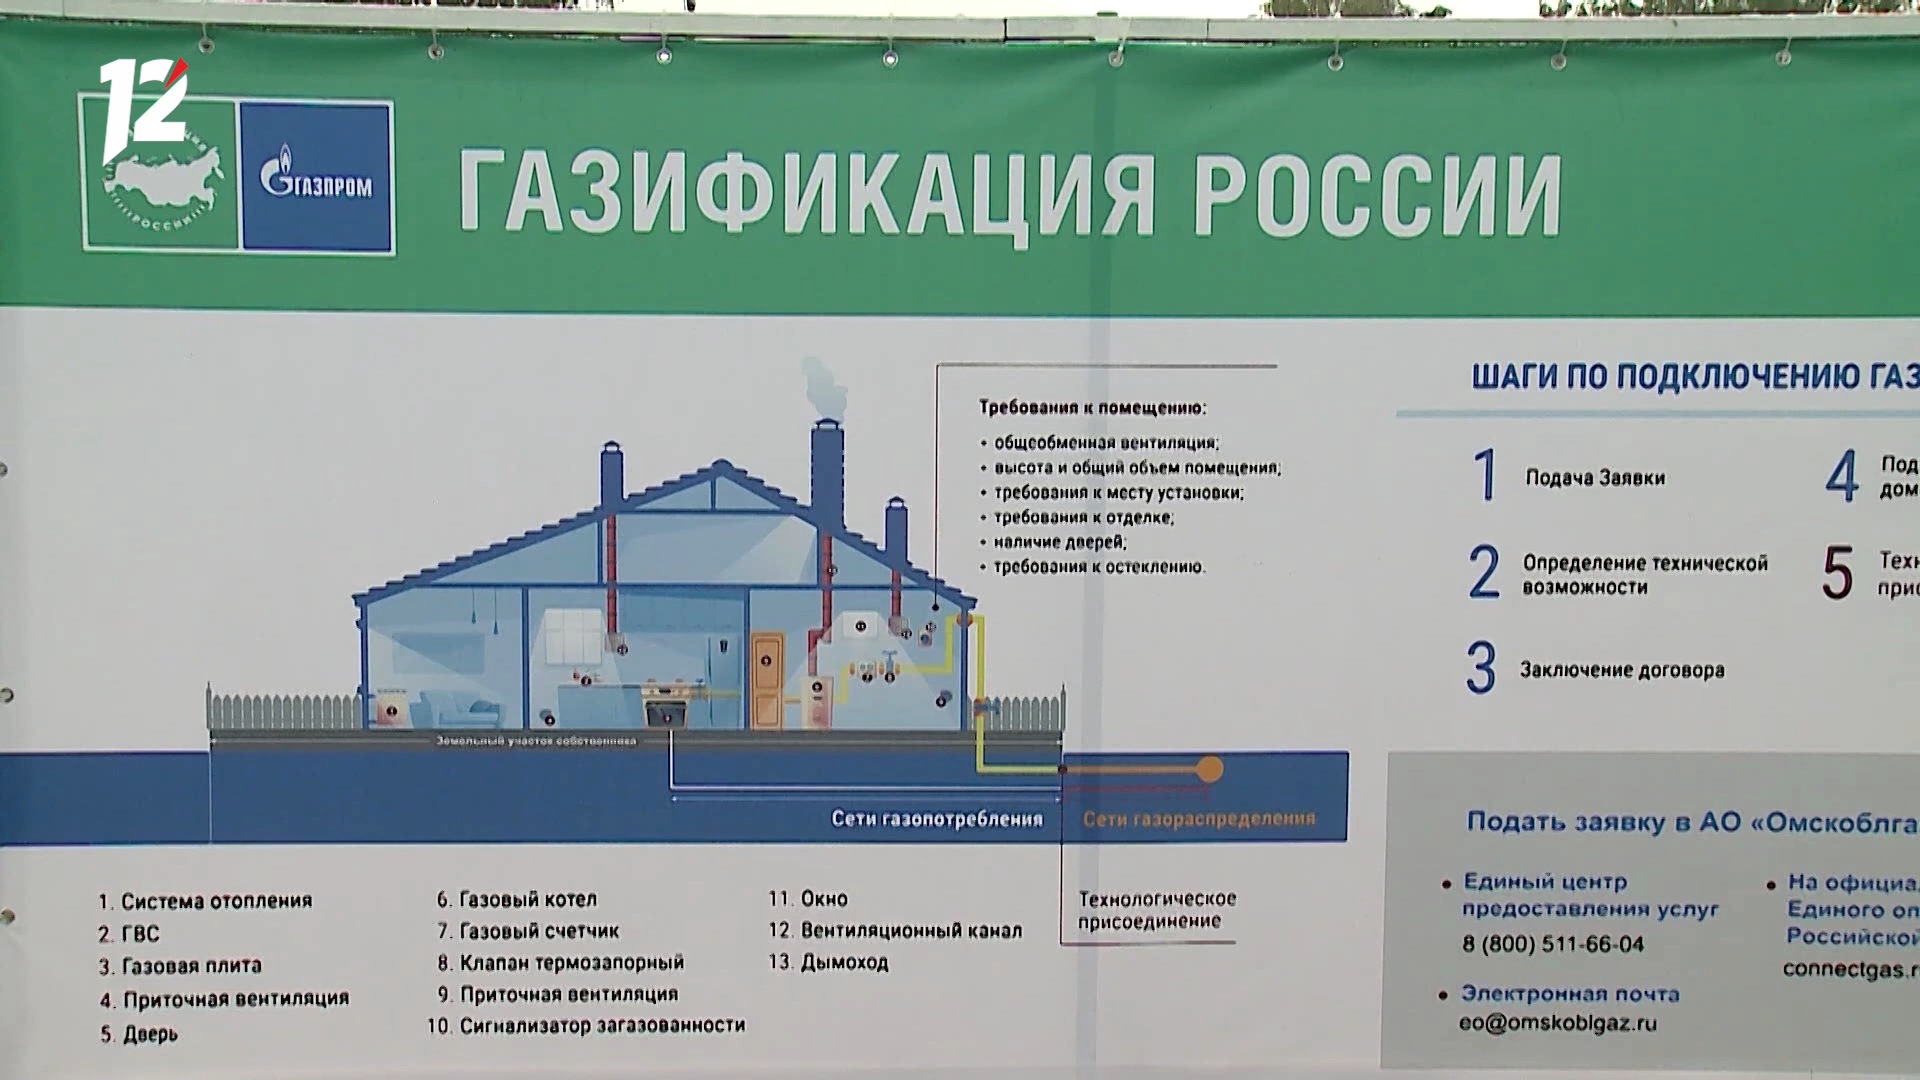 12
РОССИИ
ГАЗПРОМ
ГАЗИФИКАЦИЯ РОССИИ
Требования к помещению:
• общеобменная вентиляция;
• высота и общий объем помещения;
• требования к месту установки;
• требования к отделке;
• наличие дверей;
• требования к остеклению.
Земельный участок собственника
Сети газопотребления
Сети газораспределения
Технологическое
присоединение
1. Система отопления
2. ГВС
3. Газовая плита
4. Приточная вентиляция
5. Дверь
6. Газовый котел
7. Газовый счетчик
8. Клапан термозапорный
9. Приточная вентиляция
10. Сигнализатор загазованности
11. Окно
12. Вентиляционный канал
13. Дымоход
ШАГИ ПО ПОДКЛЮЧЕНИЮ ГАЗ
1 Подача Заявки
2 Определение технической
возможности
3 Заключение договора
4 Под
дом
5 Техн
прис
Подать заявку в АО «Омскоблга
• Единый центр
предоставления услуг
8 (800) 511-66-04
• Электронная почта
eo@omskoblgaz.ru
• На официа
Единого оп
Российской
connectgas.r